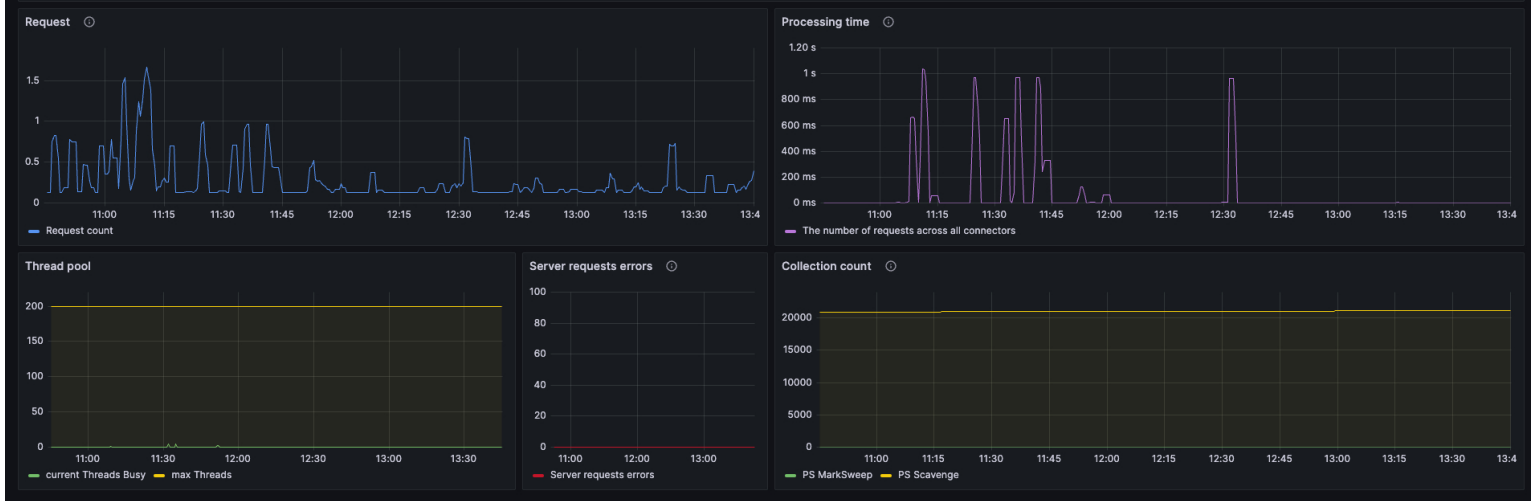 Request
1.5
1
0.5
0
11:00 11:15 11:30 11:45 12:00 12:15 12:30 12:45 13:00 13:15 13:30 13:4
Request count
Processing time
1.20 s
1 s
800 ms
600 ms
400 ms
200 ms
0 ms
11:00 11:15 11:30 11:45 12:00 12:15 12:30 12:45 13:00 13:15 13:30 13:4
The number of requests across all connectors
Thread pool
200
150
100
50
0
11:00 11:30 12:00 12:30 13:00 13:30
current Threads Busy max Threads
Server requests errors
100
80
60
40
20
0
11:00 12:00 13:00
Server requests errors
Collection count
20000
15000
10000
5000
0
11:00 11:15 11:30 11:45 12:00 12:15 12:30 12:45 13:00 13:15 13:30 13:4
PS MarkSweep PS Scavenge